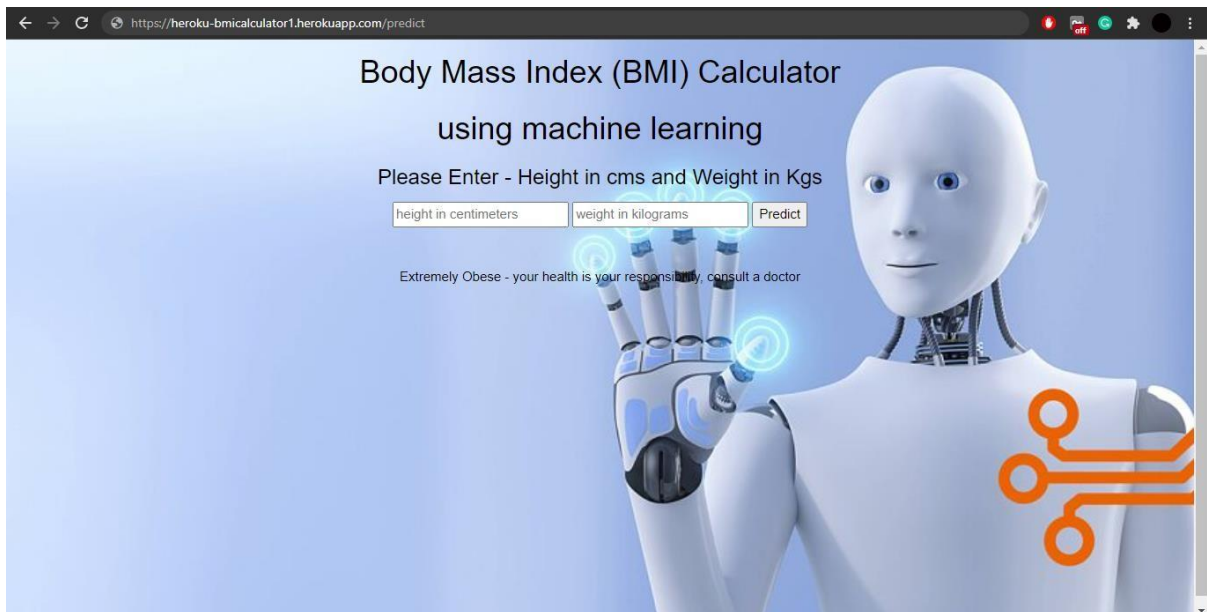 https://heroku-bmicalculator1.herokuapp.com/predict
off
Body Mass Index (BMI) Calculator
using machine learning
Please Enter - Height in cms and Weight in Kgs
height in centimeters weight in kilograms Predict
Extremely Obese - your health is your responsibility, consult a doctor